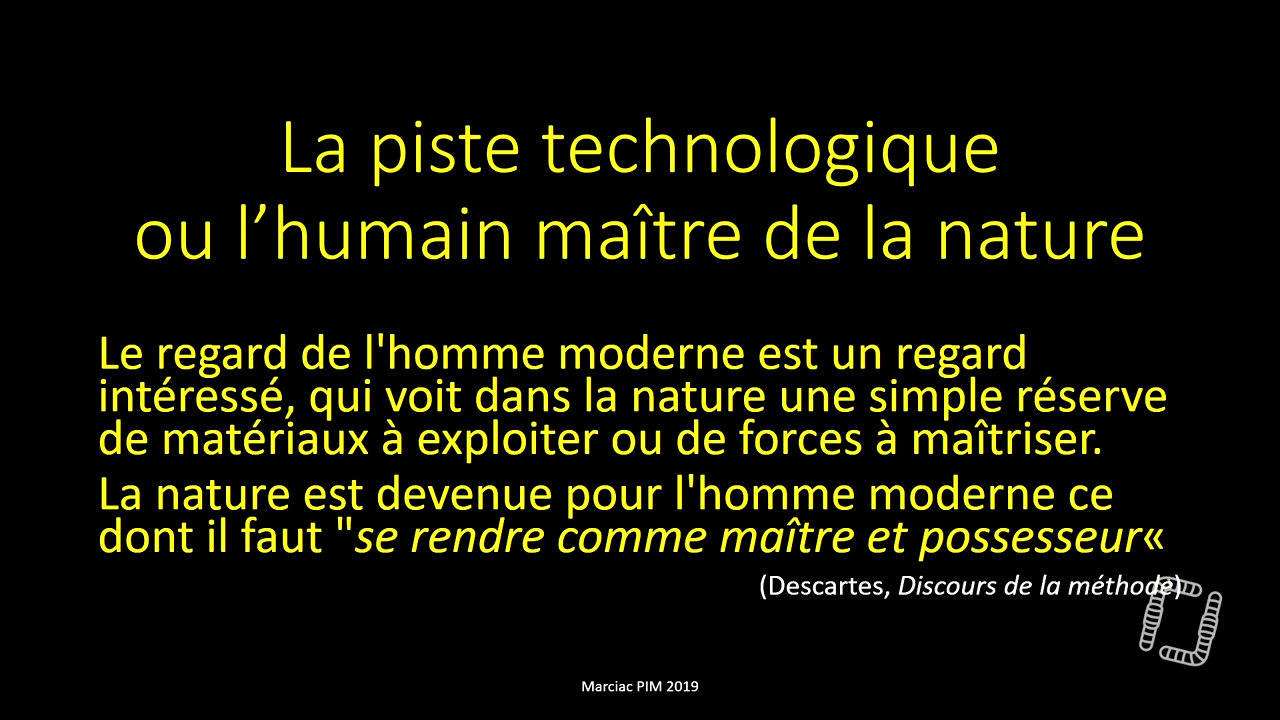 La piste technologique
ou l’humain maître de la nature
Le regard de l'homme moderne est un regard
intéressé, qui voit dans la nature une simple réserve
de matériaux à exploiter ou de forces à maîtriser.
La nature est devenue pour l'homme moderne ce
dont il faut "se rendre comme maître et possesseur«
(Descartes, Discours de la méthode)
Marciac PIM 2019